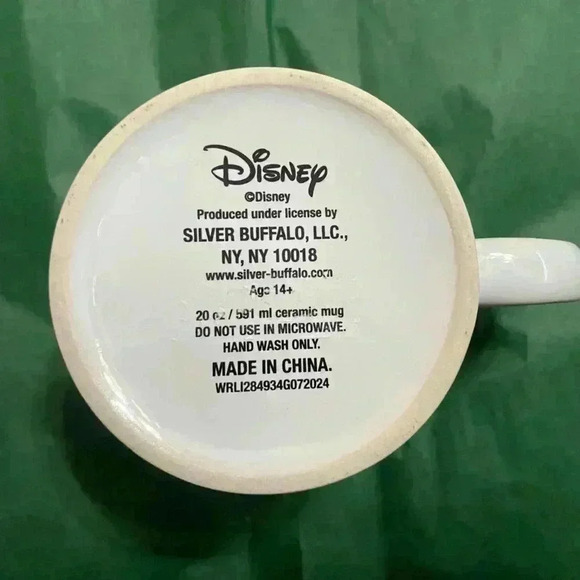 Disney
©Disney
Produced under license by
SILVER BUFFALO, LLC.,
NY, NY 10018
www.silver-buffalo.com
Age 14+
20 oz / 591 ml ceramic mug
DO NOT USE IN MICROWAVE.
HAND WASH ONLY.
MADE IN CHINA.
WRLI284934G072024